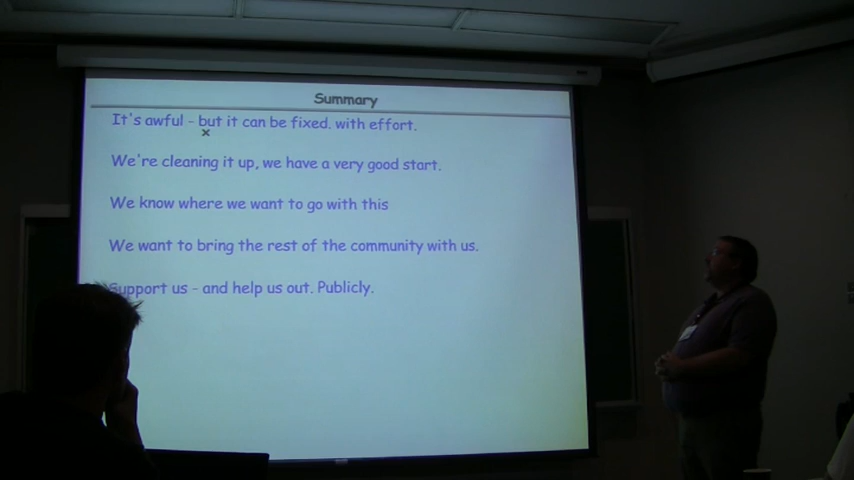 Summary
It's awful - but it can be fixed. with effort.
We're cleaning it up, we have a very good start.
We know where we want to go with this
We want to bring the rest of the community with us.
Support us - and help us out. Publicly.